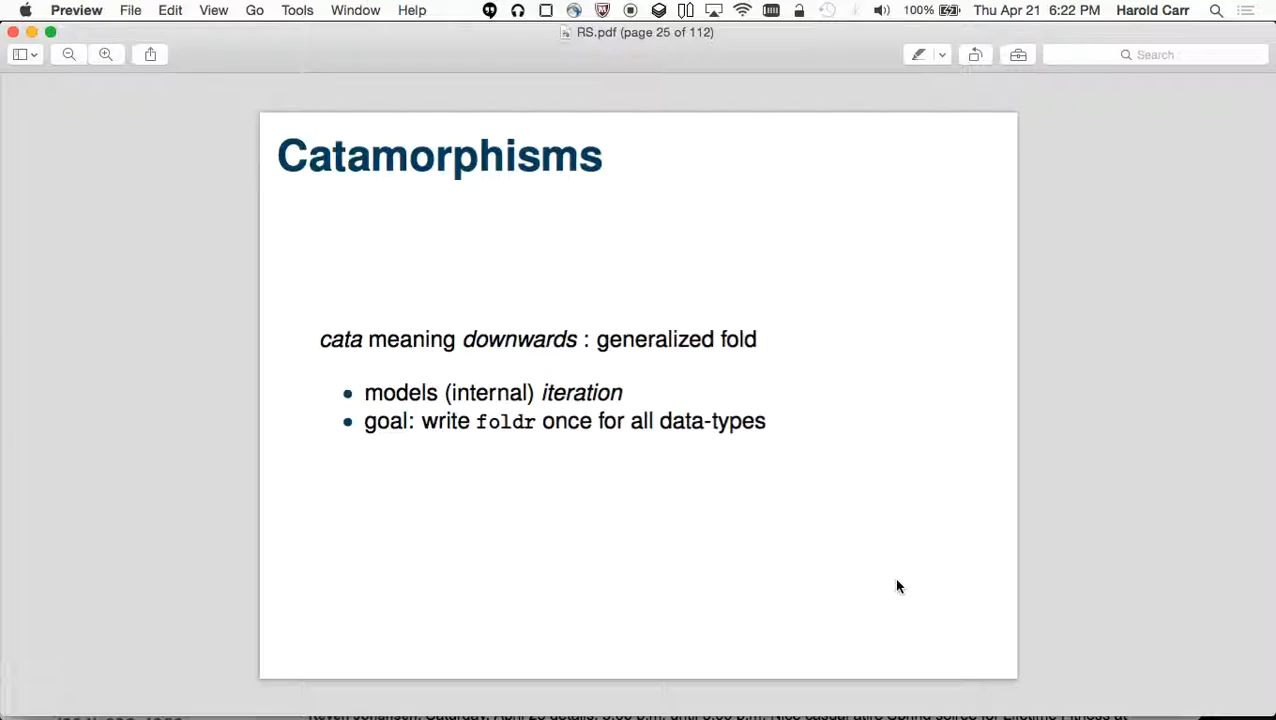 Preview File Edit View Go Tools Window Help 100% Thu Apr 21 6:22 PM Harold Carr
RS.pdf (page 25 of 112)
Search
Catamorphisms
cata meaning downwards : generalized fold
models (internal) iteration
goal: write foldr once for all data-types